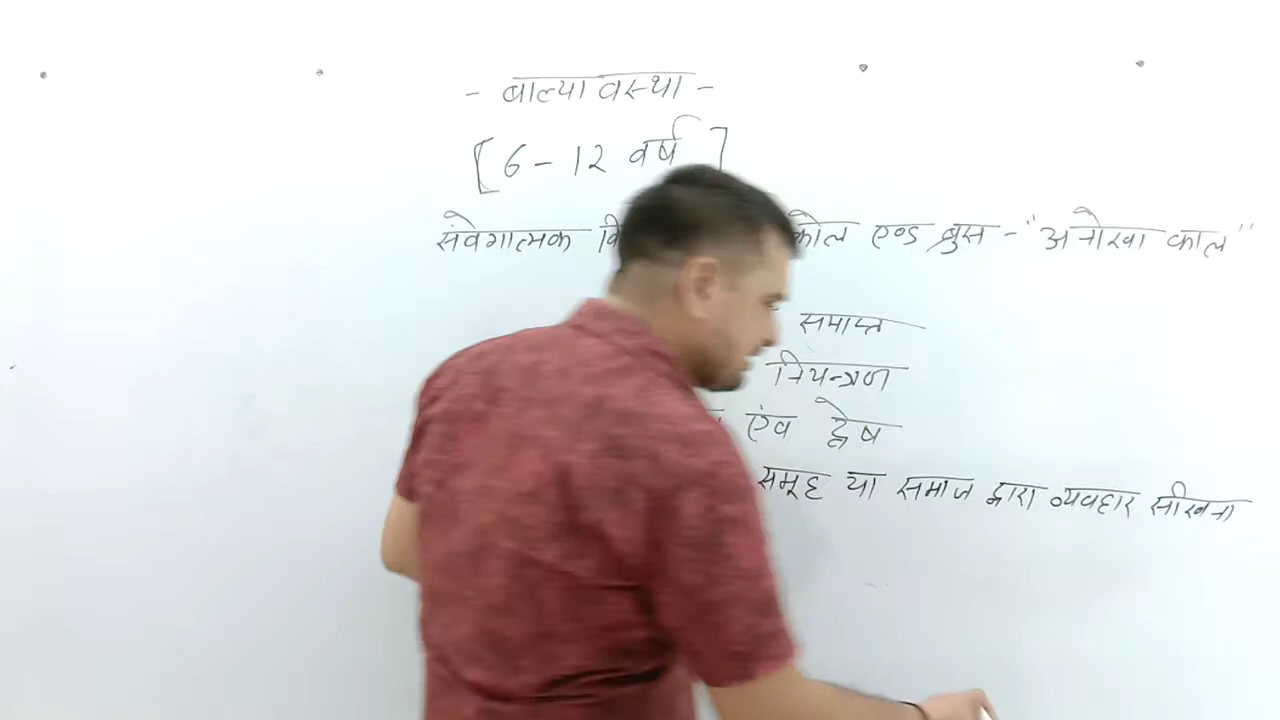 - बाल्यावस्था -
[ 6 - 12 वर्ष ]
संवेगात्मक वि कोल एण्ड ब्रुस - "अनोखा काल"
समाप्त
नियन्त्रण
एंव द्वेष
समूह या समाज द्वारा व्यवहार सीखना